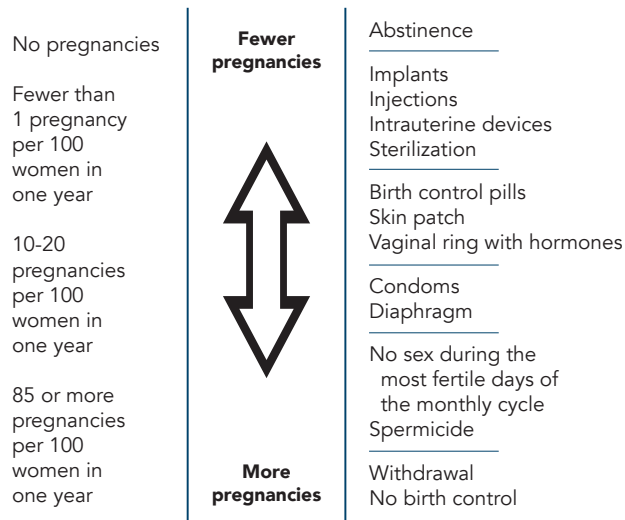 No pregnancies
Fewer than
1 pregnancy
per 100
women in
one year
10-20
pregnancies
per 100
women in
one year
85 or more
pregnancies
per 100
women in
one year
Fewer
pregnancies
More
pregnancies
Abstinence
Implants
Injections
Intrauterine devices
Sterilization
Birth control pills
Skin patch
Vaginal ring with hormones
Condoms
Diaphragm
No sex during the
most fertile days of
the monthly cycle
Spermicide
Withdrawal
No birth control